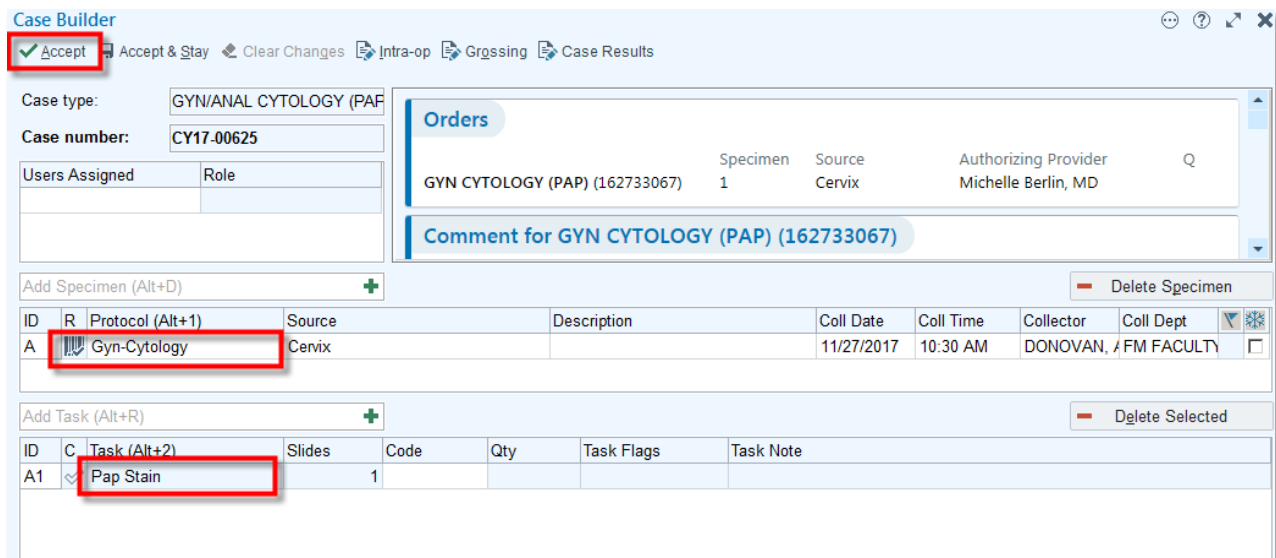 Case Builder
Accept Accept & Stay Clear Changes Intra-op Grossing Case Results
Case type: GYN/ANAL CYTOLOGY (PAP
Case number: CY17-00625
Users Assigned Role
Orders
Specimen Source Authorizing Provider Q
GYN CYTOLOGY (PAP) (162733067) 1 Cervix Michelle Berlin, MD
Comment for GYN CYTOLOGY (PAP) (162733067)
Add Specimen (Alt+D) Delete Specimen
ID R Protocol (Alt+1) Source Description Coll Date Coll Time Collector Coll Dept
A Gyn-Cytology Cervix 11/27/2017 10:30 AM DONOVAN, A FM FACULTY
Add Task (Alt+R) Delete Selected
ID C Task (Alt+2) Slides Code Qty Task Flags Task Note
A1 Pap Stain 1